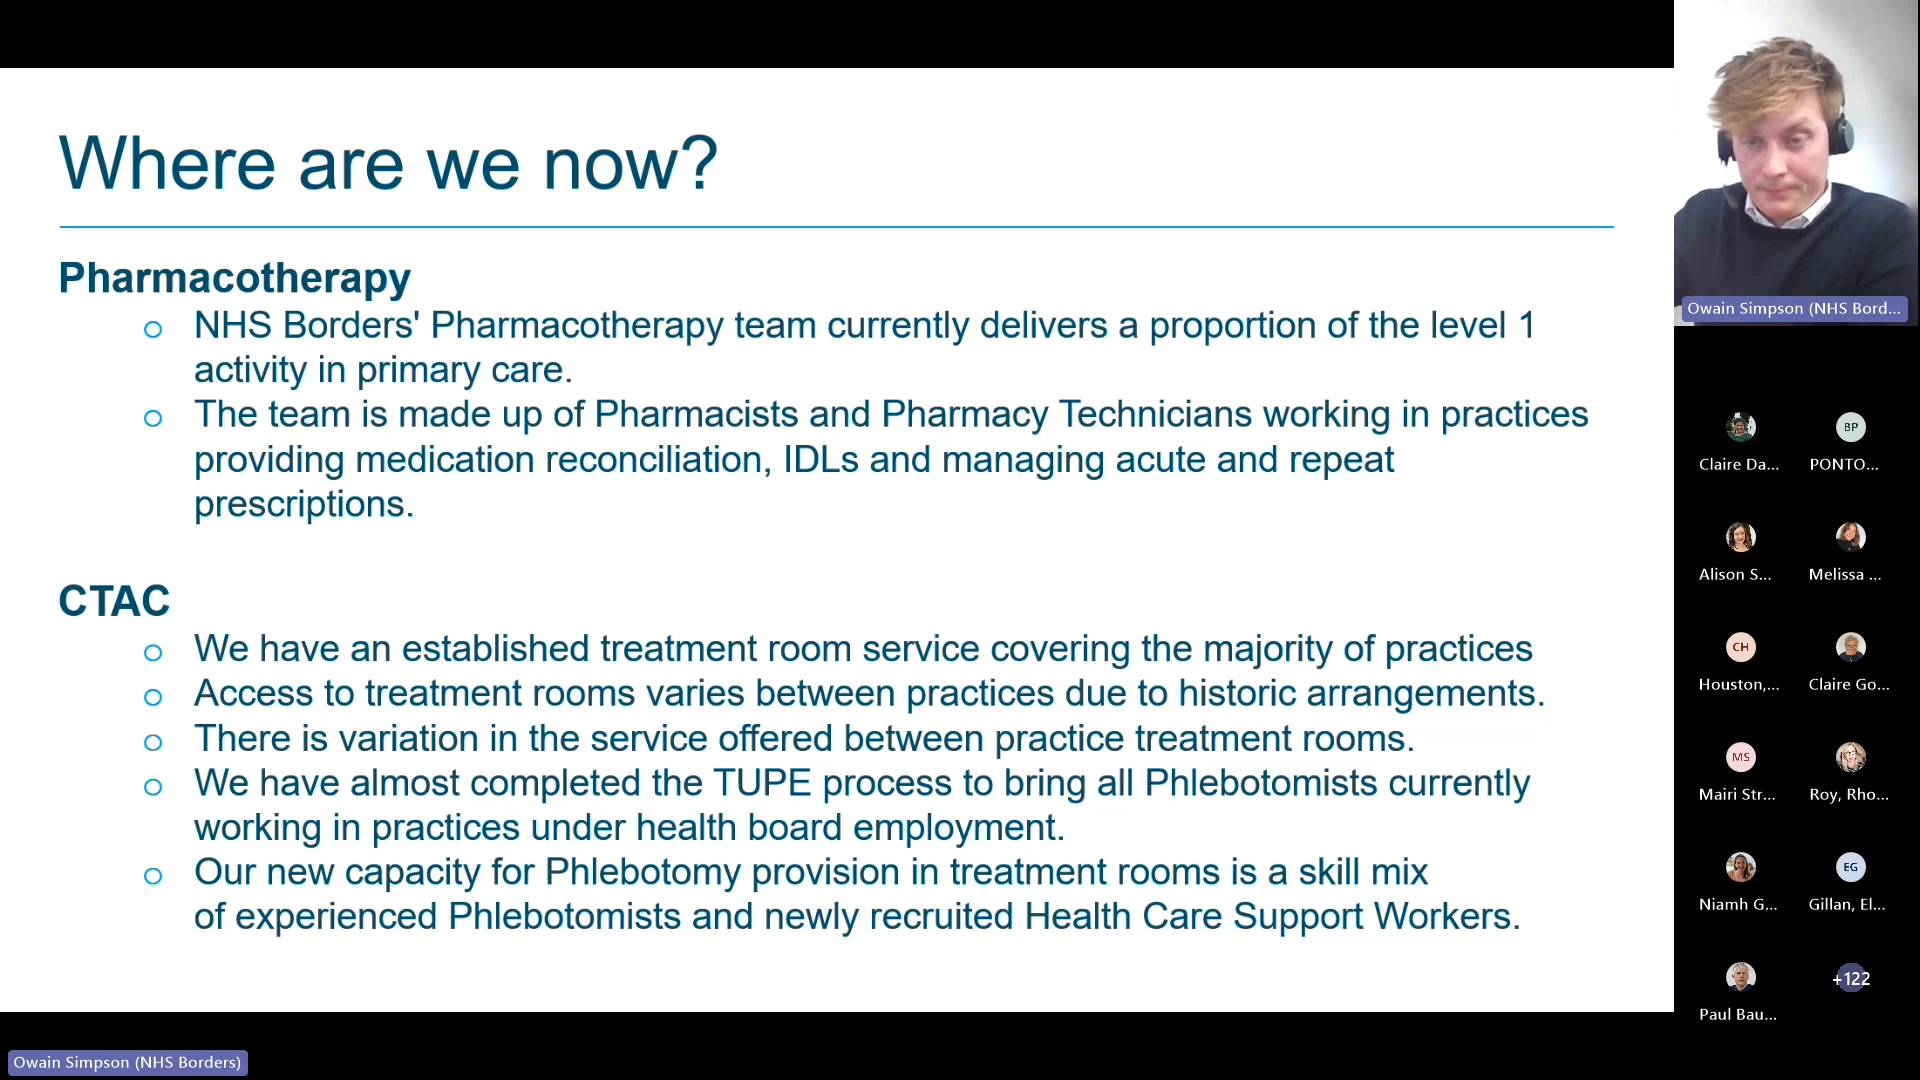 Where are we now?
Pharmacotherapy
o NHS Borders' Pharmacotherapy team currently delivers a proportion of the level 1
activity in primary care.
o The team is made up of Pharmacists and Pharmacy Technicians working in practices
providing medication reconciliation, IDLs and managing acute and repeat
prescriptions.
CTAC
o We have an established treatment room service covering the majority of practices
o Access to treatment rooms varies between practices due to historic arrangements.
o There is variation in the service offered between practice treatment rooms.
o We have almost completed the TUPE process to bring all Phlebotomists currently
working in practices under health board employment.
o Our new capacity for Phlebotomy provision in treatment rooms is a skill mix
of experienced Phlebotomists and newly recruited Health Care Support Workers.
Owain Simpson (NHS Borders)
Owain Simpson (NHS Bord...
BP
Claire Da... PONTO...
Alison S... Melissa ...
CH
Houston,... Claire Go...
MS
Mairi Str... Roy, Rho...
EG
Niamh G... Gillan, El...
+122
Paul Bau...